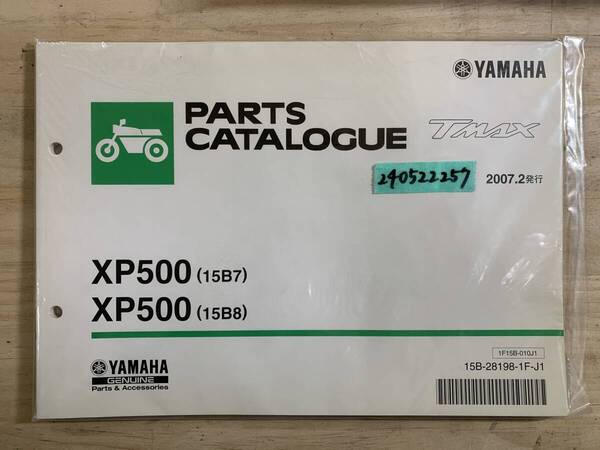 YAMAHA
PARTS
CATALOGUE
TMAX
240522257
2007.2発行
XP500 (15B7)
XP500 (15B8)
1F15B-010J1
YAMAHA
GENUINE
Parts & Accessories
15B-28198-1F-J1